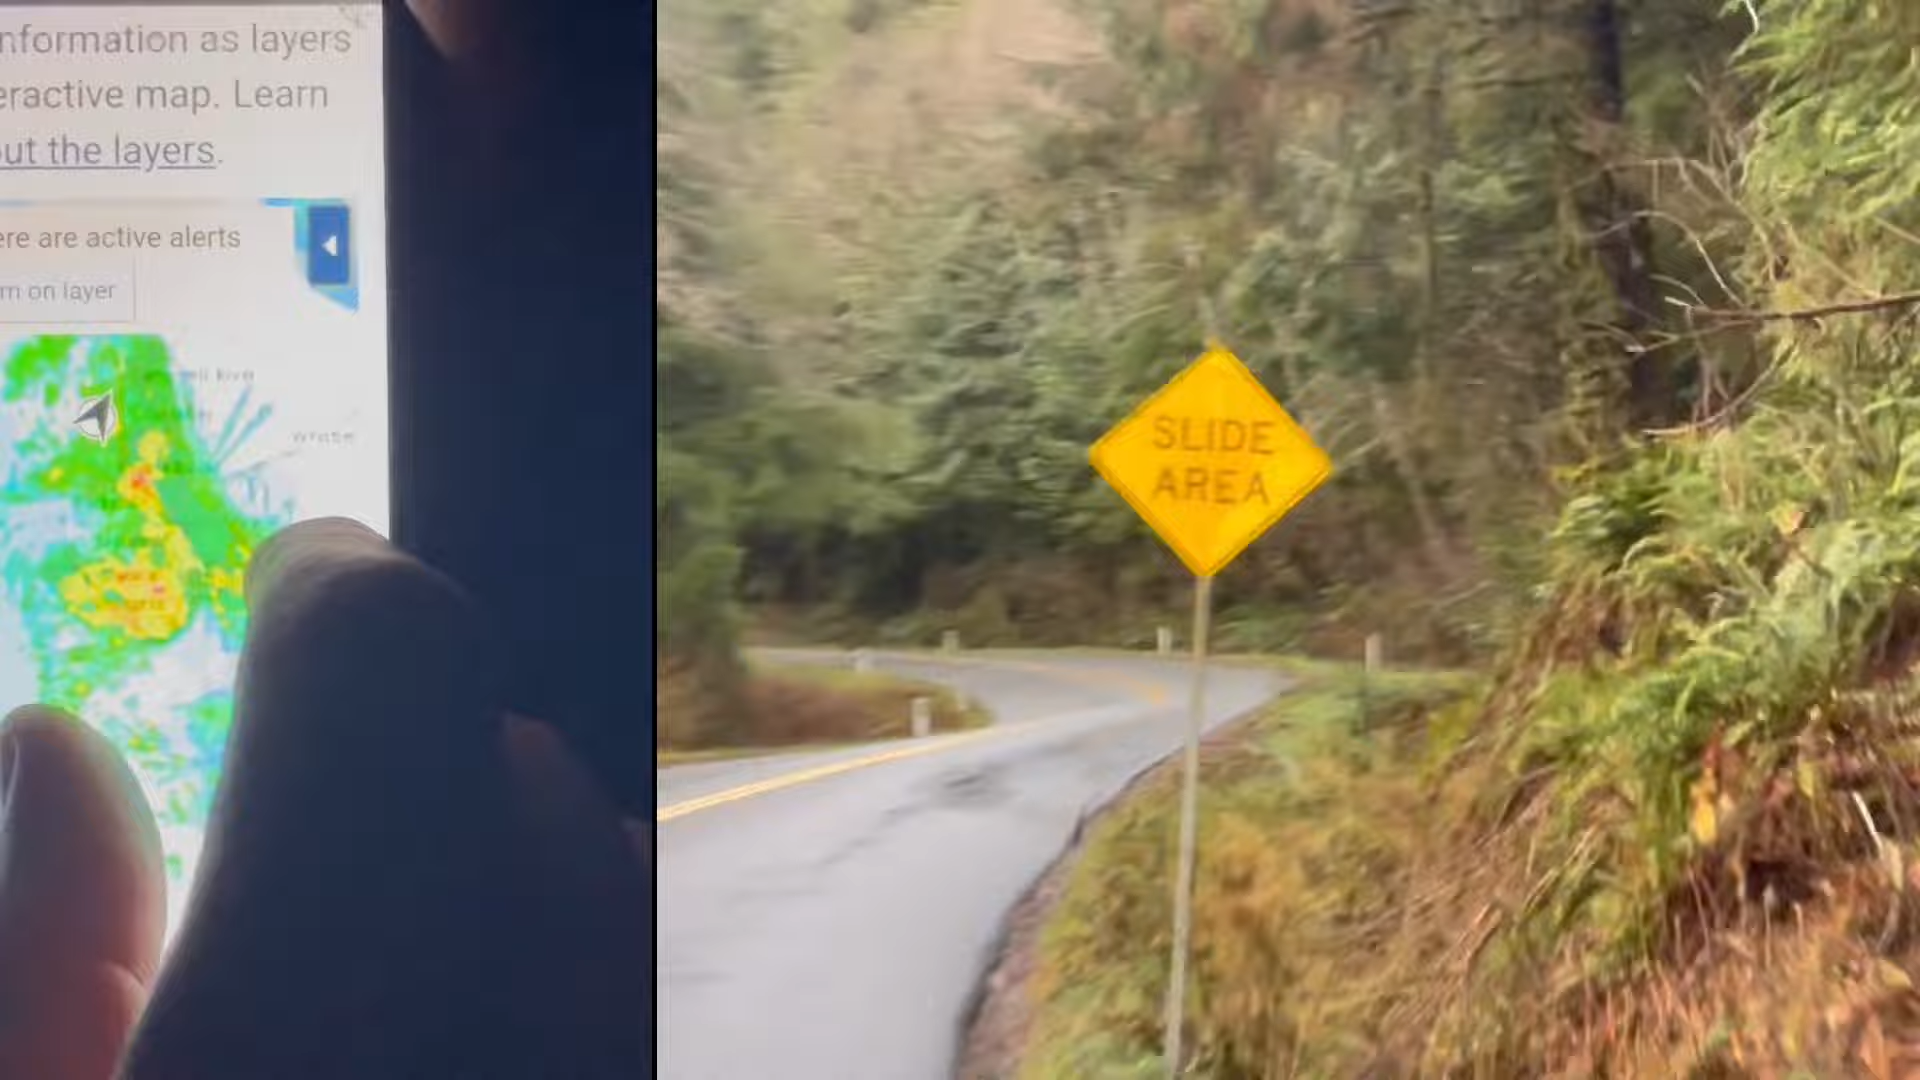 nformation as layers
eractive map. Learn
out the layers.
ere are active alerts
rn on layer
SLIDE
AREA